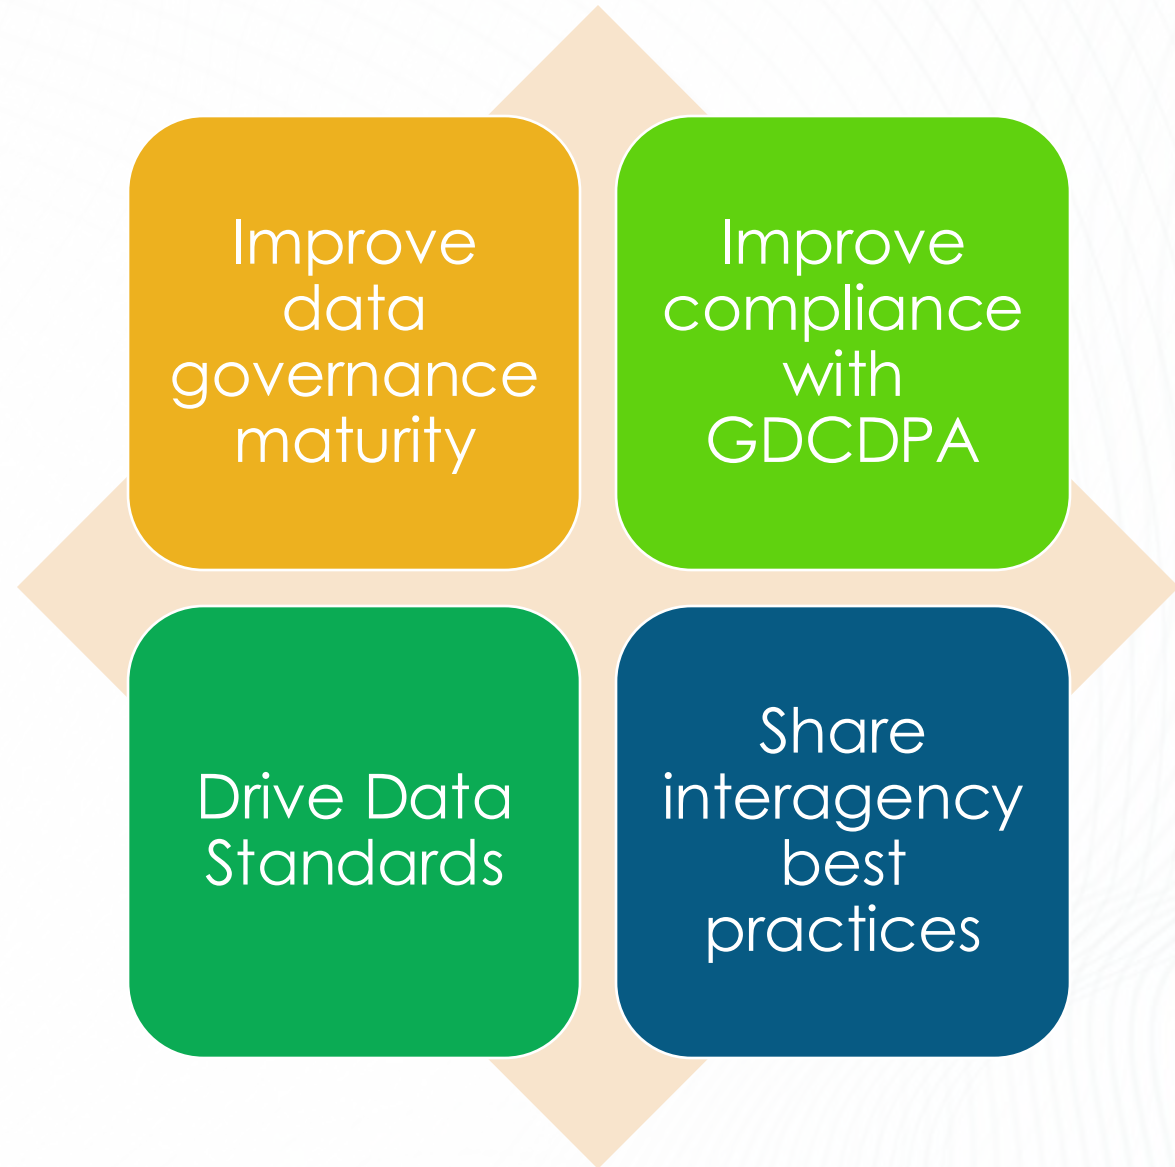 Improve
data
governance
maturity
Improve
compliance
with
GDCDPA
Drive Data
Standards
Share
interagency
best
practices